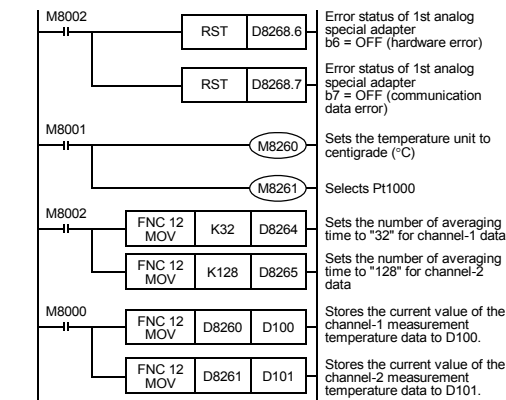 M8002
RST D8268.6
Error status of 1st analog
special adapter
b6 = OFF (hardware error)
RST D8268.7
Error status of 1st analog
special adapter
b7 = OFF (communication
data error)
M8001
M8260
Sets the temperature unit to
centigrade (°C)
M8261
Selects Pt1000
M8002
FNC 12
MOV K32 D8264
Sets the number of averaging
time to "32" for channel-1 data
FNC 12
MOV K128 D8265
Sets the number of averaging
time to "128" for channel-2
data
M8000
FNC 12
MOV D8260 D100
Stores the current value of the
channel-1 measurement
temperature data to D100.
FNC 12
MOV D8261 D101
Stores the current value of the
channel-2 measurement
temperature data to D101.